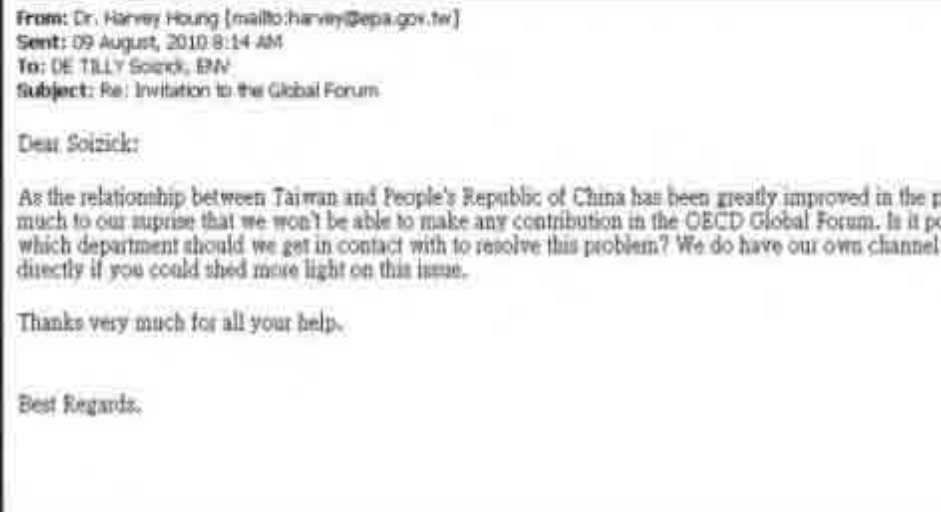 From: Dr. Harvey Houng [mailto:harvey@epa.gov.tw]
Sent: 09 August, 2010 8:14 AM
To: DE TILLY Soizick, ENV
Subject: Re: Invitation to the Global Forum
Dear Soizick:
As the relationship between Taiwan and People's Republic of China has been greatly improved in the p
much to our suprise that we won't be able to make any contribution in the OECD Global Forum. Is it po
which department should we get in contact with to resolve this problem? We do have our own channel
directly if you could shed more light on this issue.
Thanks very much for all your help.
Best Regards,